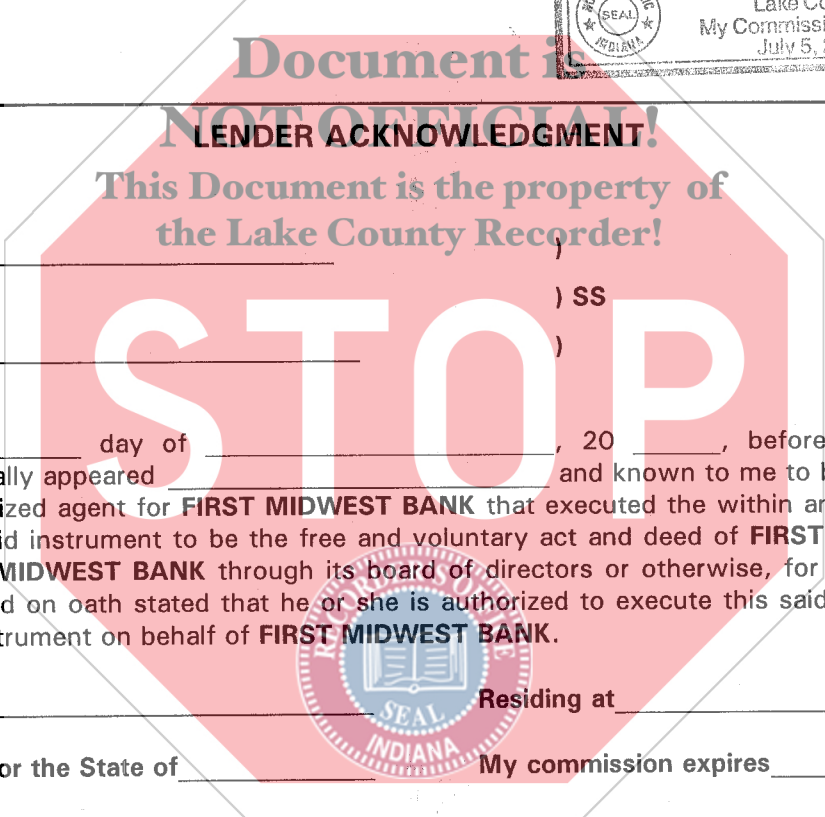 SEAL
INDIANA
Lake Co
My Commissi
July 5,
Document is
NOT OFFICIAL!
LENDER ACKNOWLEDGMENT
This Document is the property of
the Lake County Recorder!
)
) SS
)
STOP
day of , 20 , before
ally appeared and known to me to b
ized agent for FIRST MIDWEST BANK that executed the within an
id instrument to be the free and voluntary act and deed of FIRST
MIDWEST BANK through its board of directors or otherwise, for
d on oath stated that he or she is authorized to execute this said
trument on behalf of FIRST MIDWEST BANK.
RECORDER'S OFFICE
SEAL
INDIANA
Residing at
or the State of My commission expires